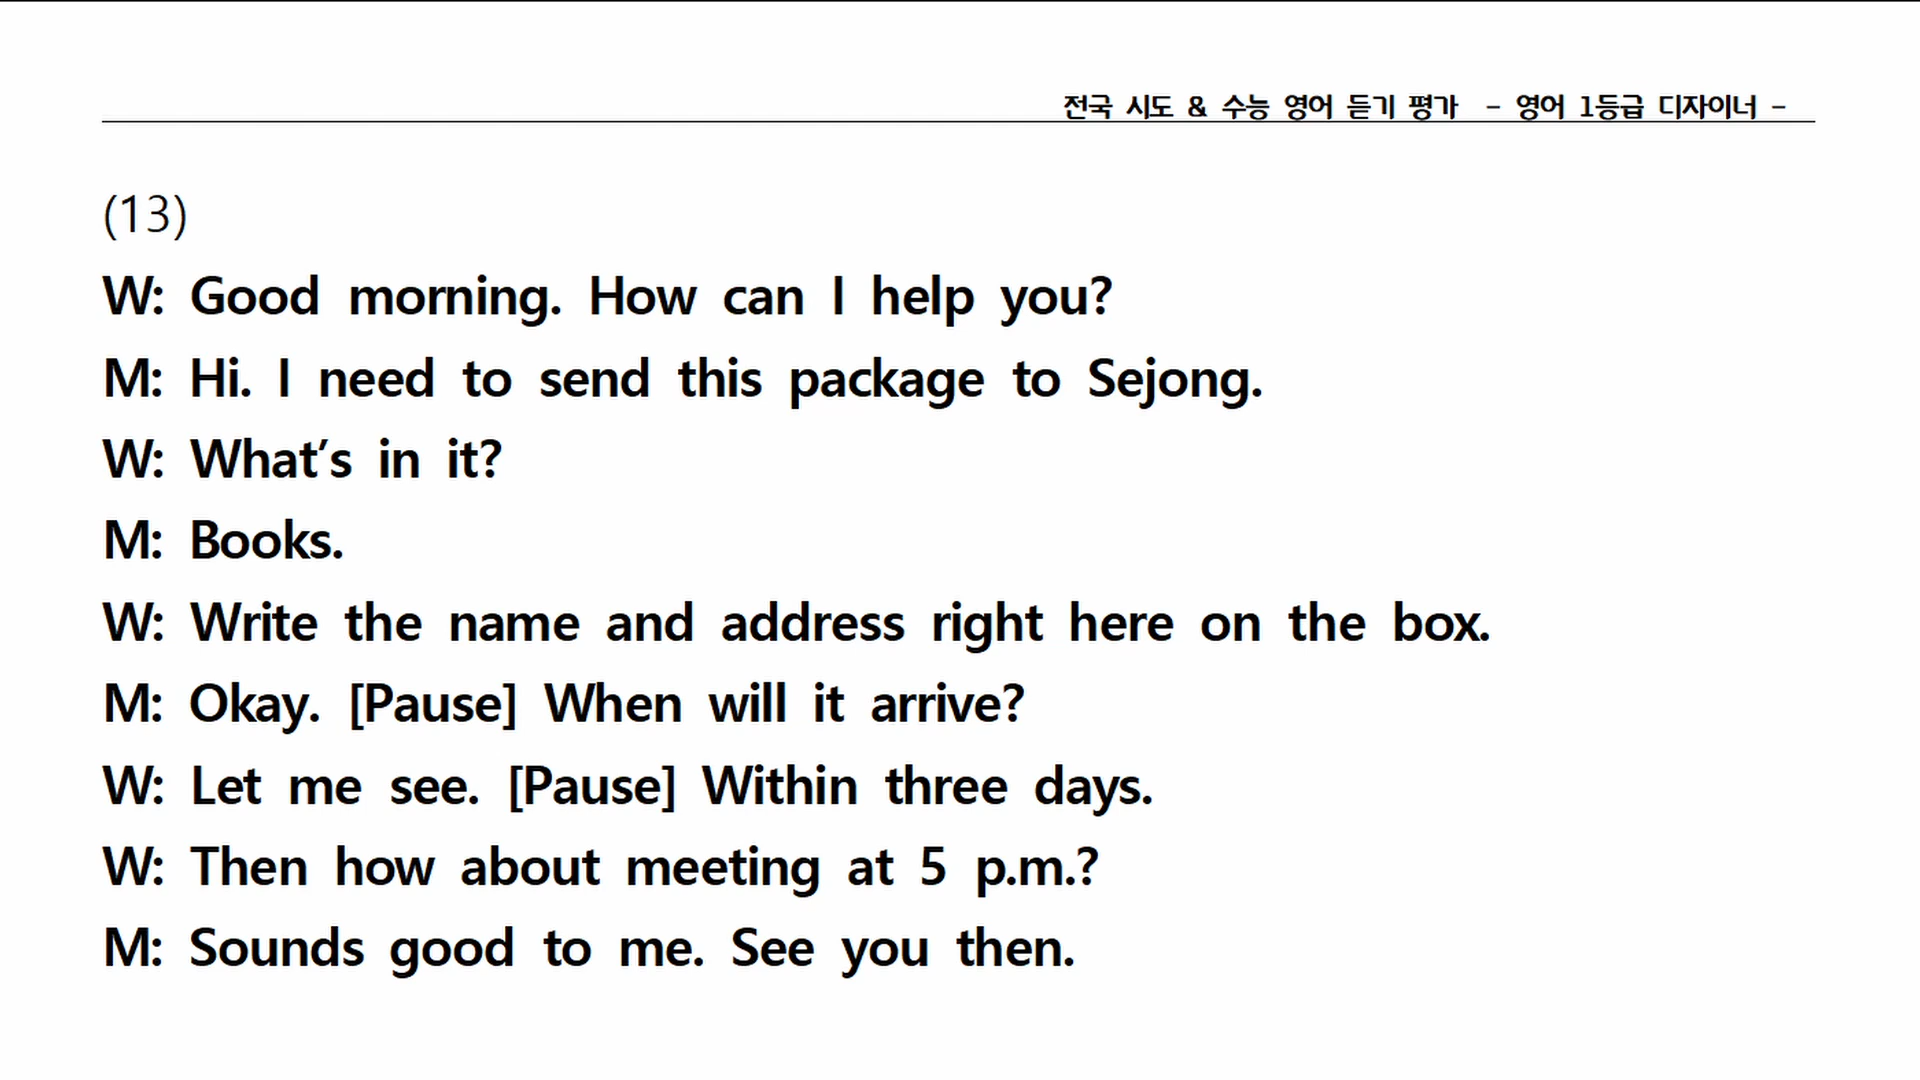 전국 시도 & 수능 영어 듣기 평가 - 영어 1등급 디자이너 -
(13)
W: Good morning. How can I help you?
M: Hi. I need to send this package to Sejong.
W: What's in it?
M: Books.
W: Write the name and address right here on the box.
M: Okay. [Pause] When will it arrive?
W: Let me see. [Pause] Within three days.
W: Then how about meeting at 5 p.m.?
M: Sounds good to me. See you then.